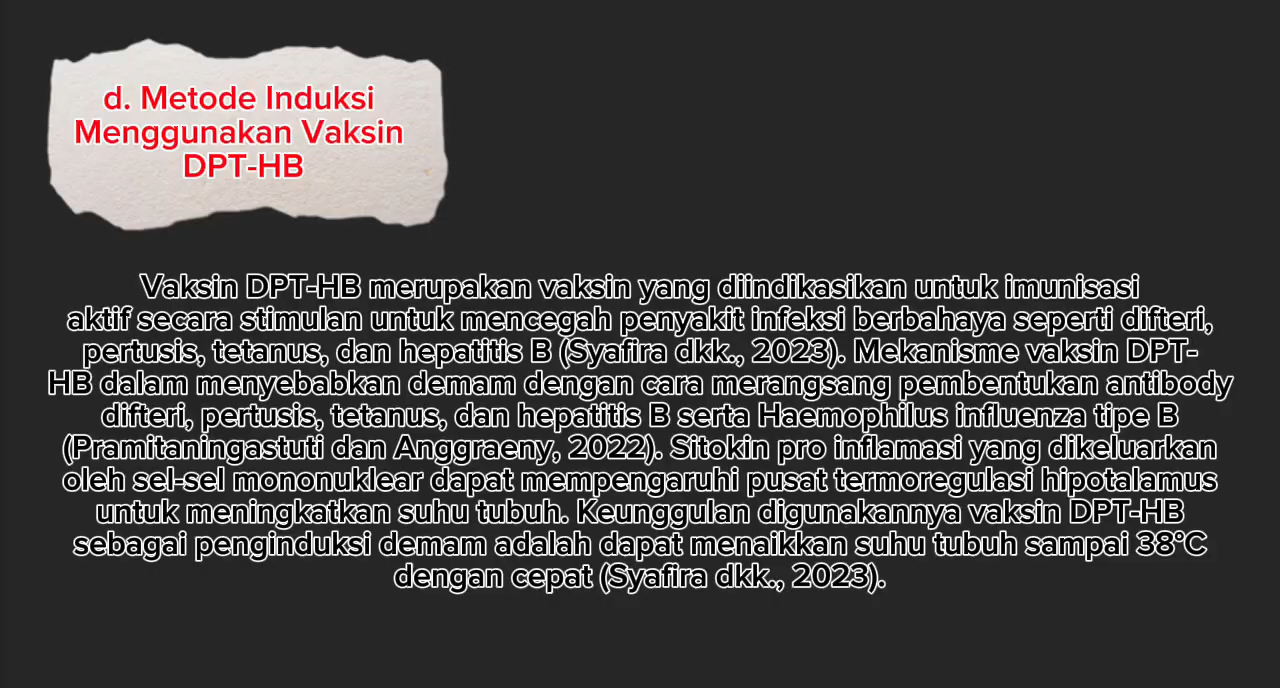 d. Metode Induksi
Menggunakan Vaksin
DPT-HB
Vaksin DPT-HB merupakan vaksin yang diindikasikan untuk imunisasi
aktif secara stimulan untuk mencegah penyakit infeksi berbahaya seperti difteri,
pertusis, tetanus, dan hepatitis B (Syafira dkk., 2023). Mekanisme vaksin DPT-
HB dalam menyebabkan demam dengan cara merangsang pembentukan antibody
difteri, pertusis, tetanus, dan hepatitis B serta Haemophilus influenza tipe B
(Pramitaningastuti dan Anggraeny, 2022). Sitokin pro inflamasi yang dikeluarkan
oleh sel-sel mononuklear dapat mempengaruhi pusat termoregulasi hipotalamus
untuk meningkatkan suhu tubuh. Keunggulan digunakannya vaksin DPT-HB
sebagai penginduksi demam adalah dapat menaikkan suhu tubuh sampai 38°C
dengan cepat (Syafira dkk., 2023).